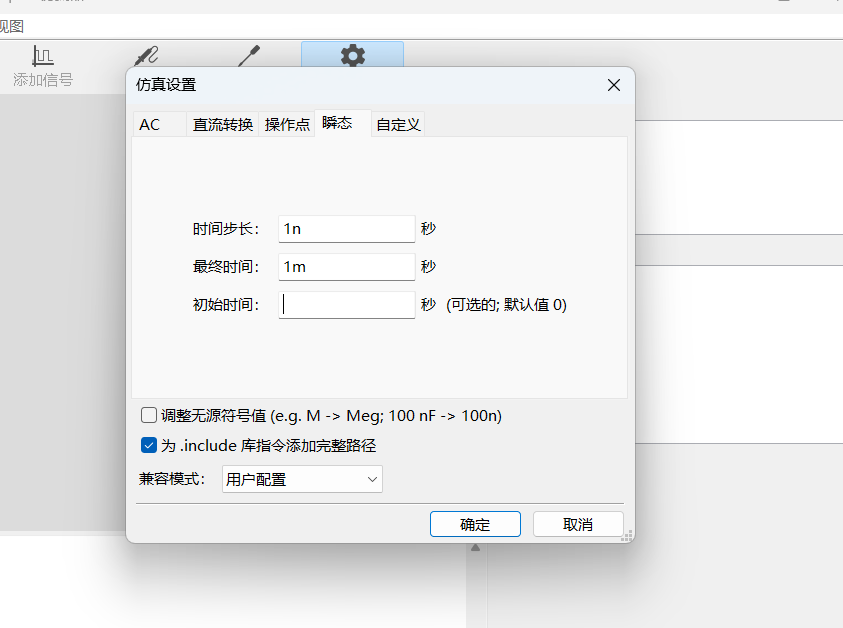 视图
添加信号
仿真设置
AC 直流转换 操作点 瞬态 自定义
时间步长: 1n 秒
最终时间: 1m 秒
初始时间: 秒 (可选的; 默认值 0)
调整无源符号值 (e.g. M -> Meg; 100 nF -> 100n)
为 .include 库指令添加完整路径
兼容模式: 用户配置
确定 取消